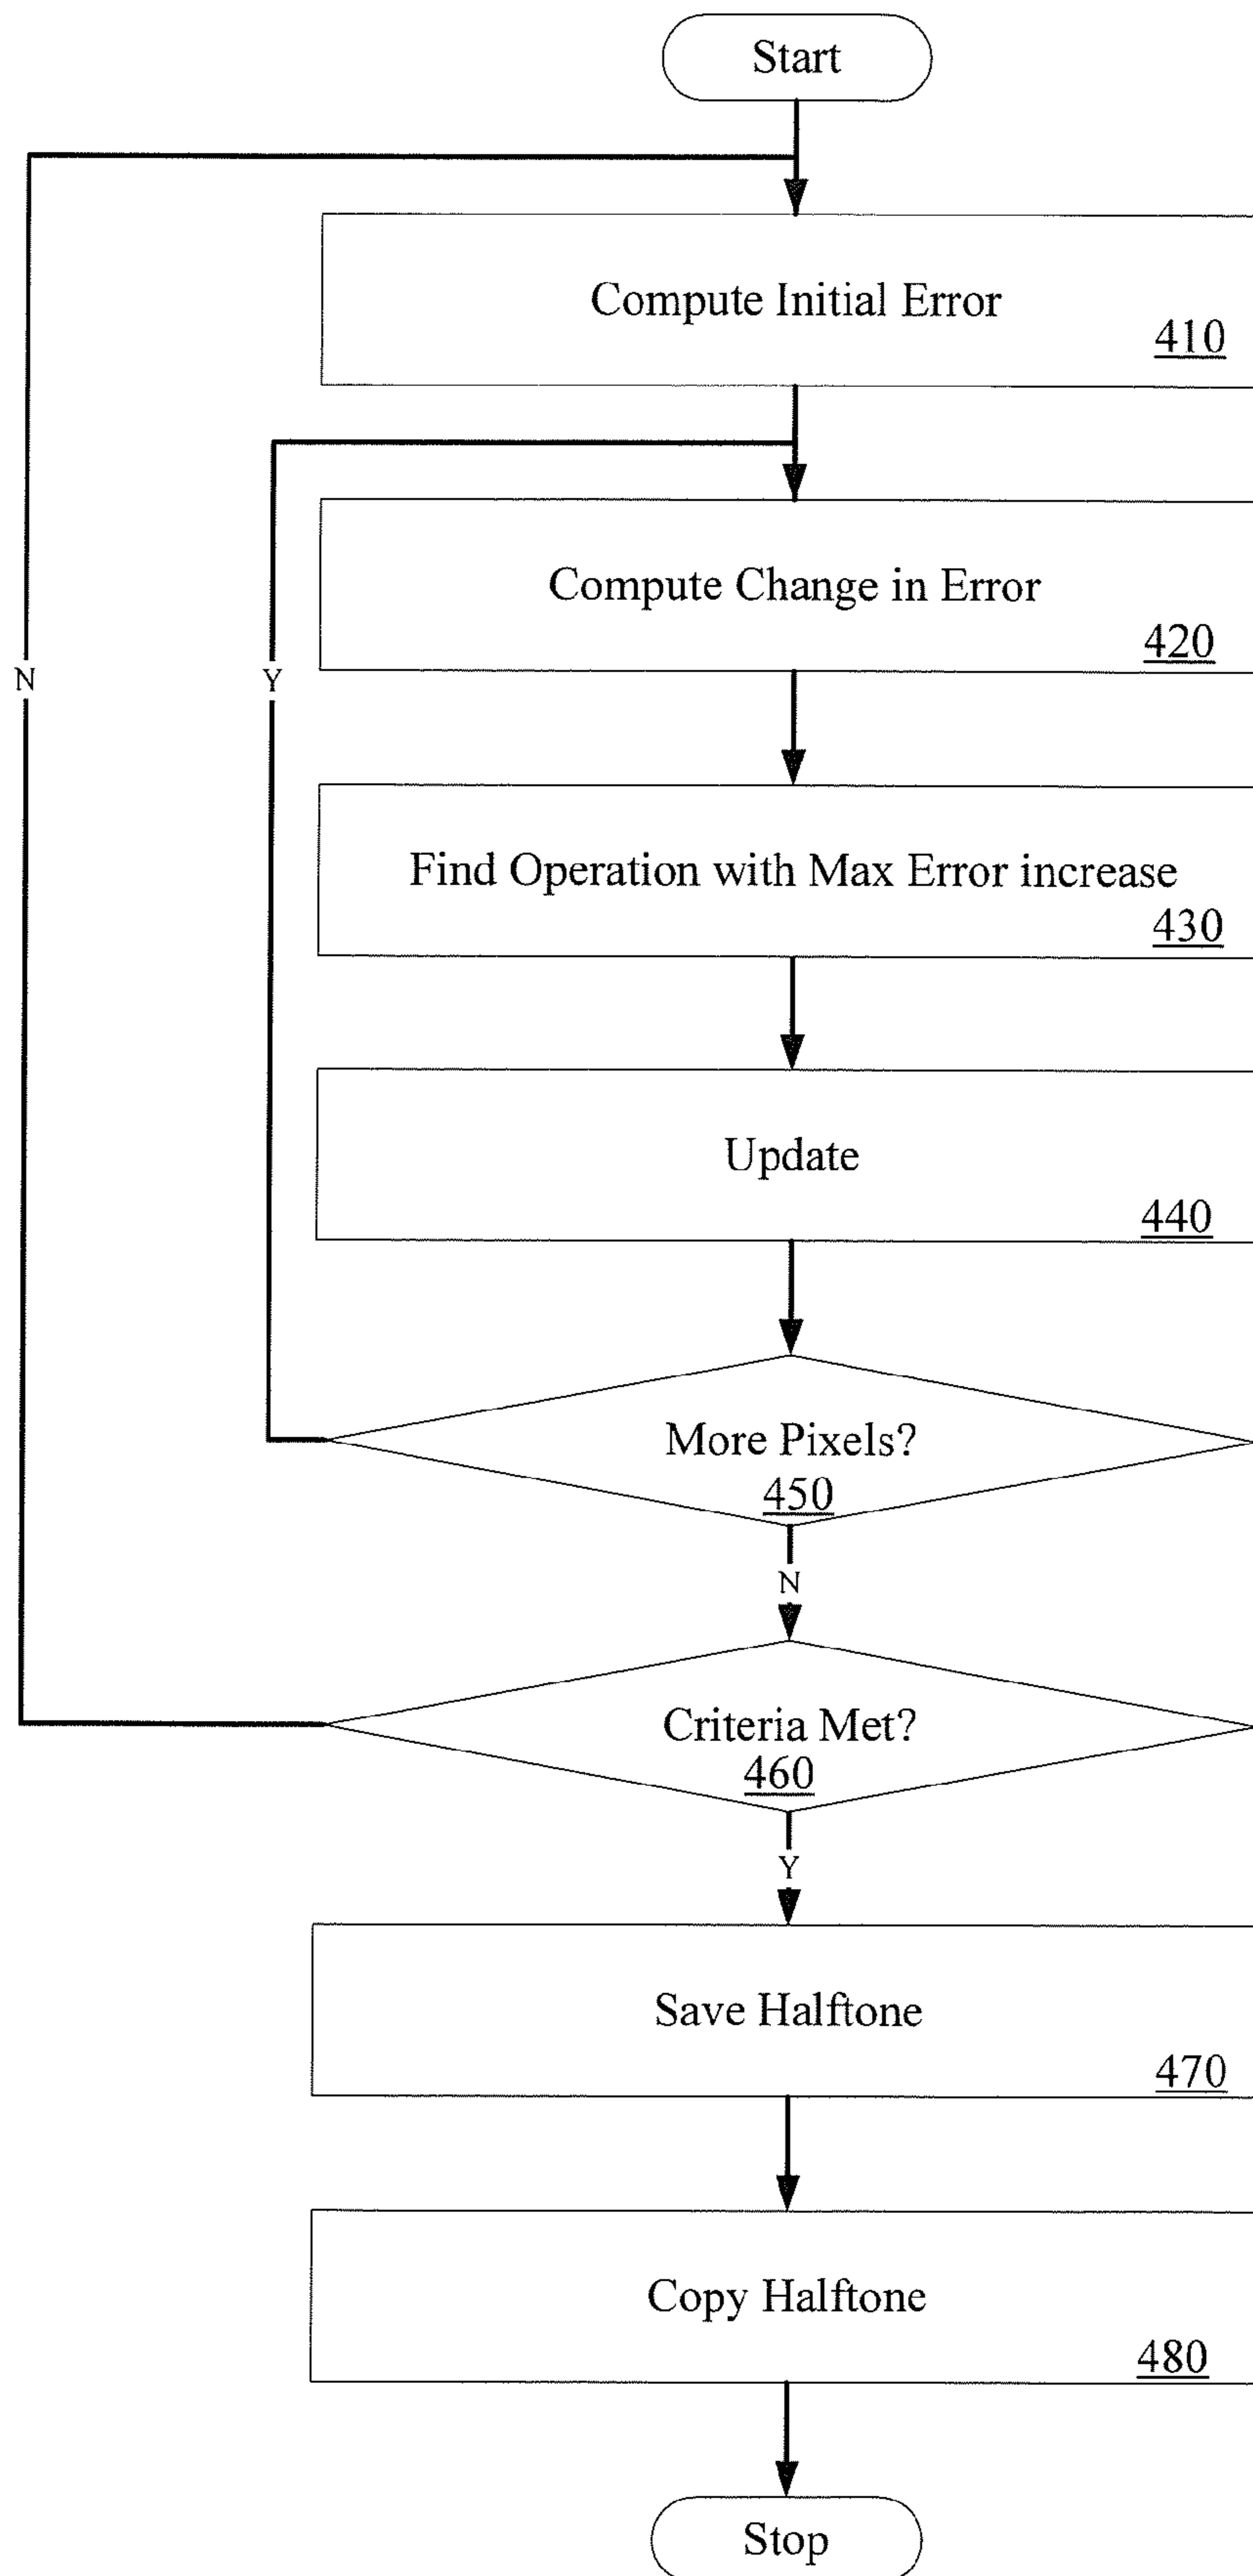 Start
Compute Initial Error
410
Compute Change in Error
420
N
Y
Find Operation with Max Error increase
430
Update
440
More Pixels?
450
N
Criteria Met?
460
Y
Save Halftone
470
Copy Halftone
480
Stop